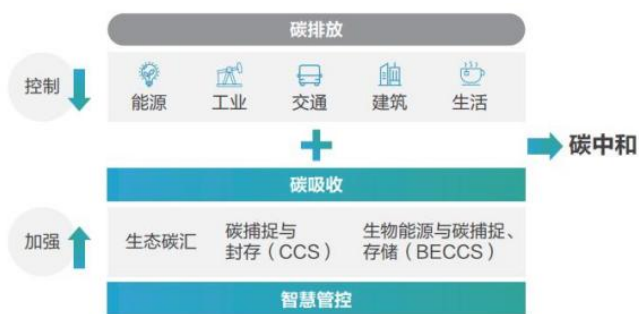 碳排放
控制
能源
工业
交通
建筑
生活
碳中和
碳吸收
加强
生态碳汇
碳捕捉与
封存（CCS）
生物能源与碳捕捉、
存储（BECCS）
智慧管控